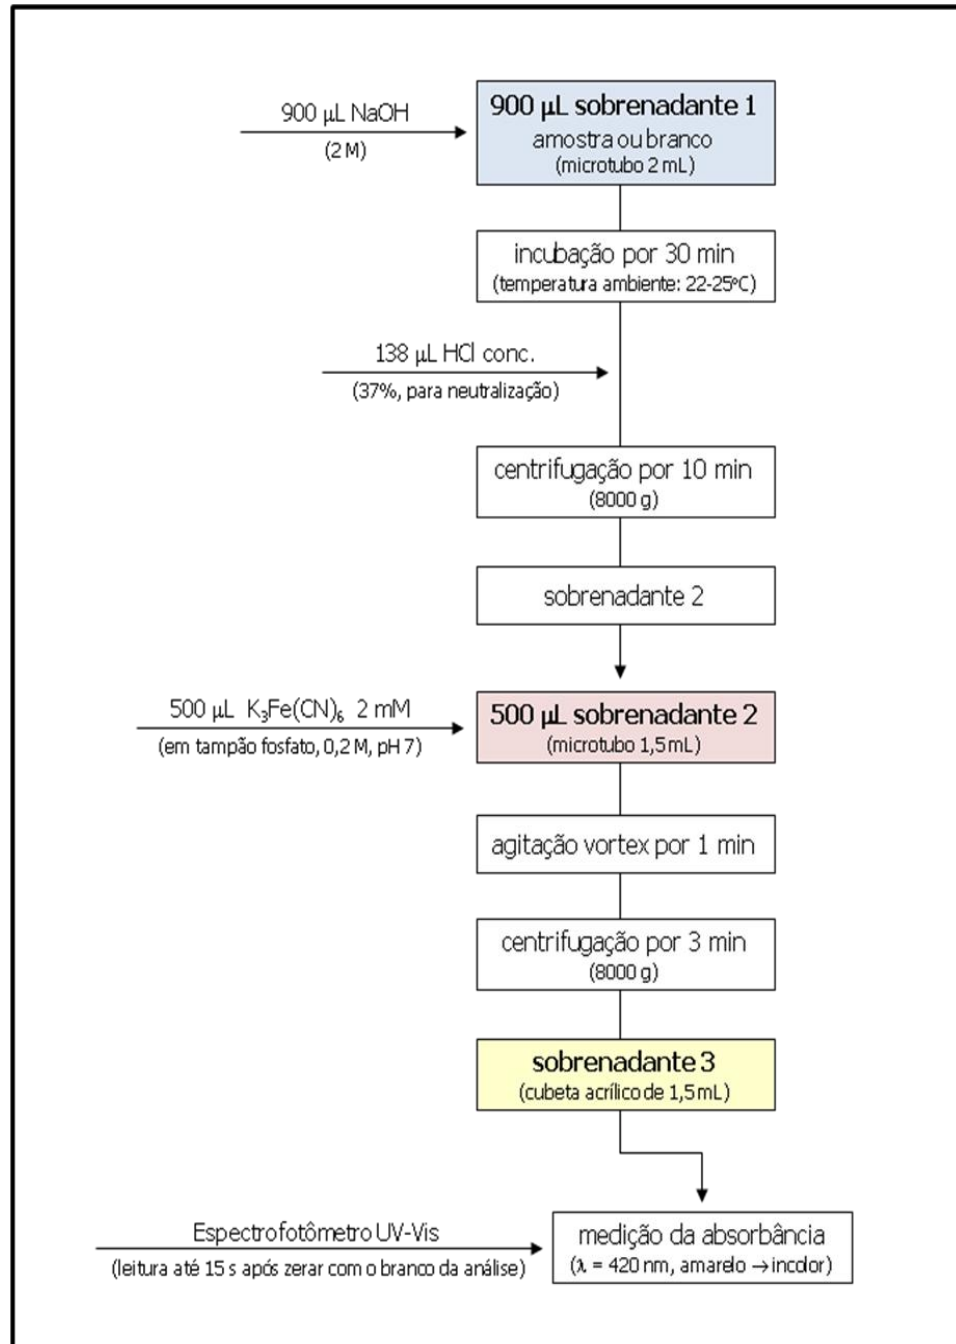 900 μL NaOH
(2 M)
900 μL sobrenadante 1
amostra ou branco
(microtubo 2 mL)
incubação por 30 min
(temperatura ambiente: 22-25ºC)
138 μL HCl conc.
(37%, para neutralização)
centrifugação por 10 min
(8000 g)
sobrenadante 2
500 μL K₃Fe(CN)₆ 2 mM
(em tampão fosfato, 0,2 M, pH 7)
500 μL sobrenadante 2
(microtubo 1,5 mL)
agitação vortex por 1 min
centrifugação por 3 min
(8000 g)
sobrenadante 3
(cubeta acrílico de 1,5 mL)
Espectrofotômetro UV-Vis
(leitura até 15 s após zerar com o branco da análise)
medição da absorbância
(λ = 420 nm, amarelo → incolor)